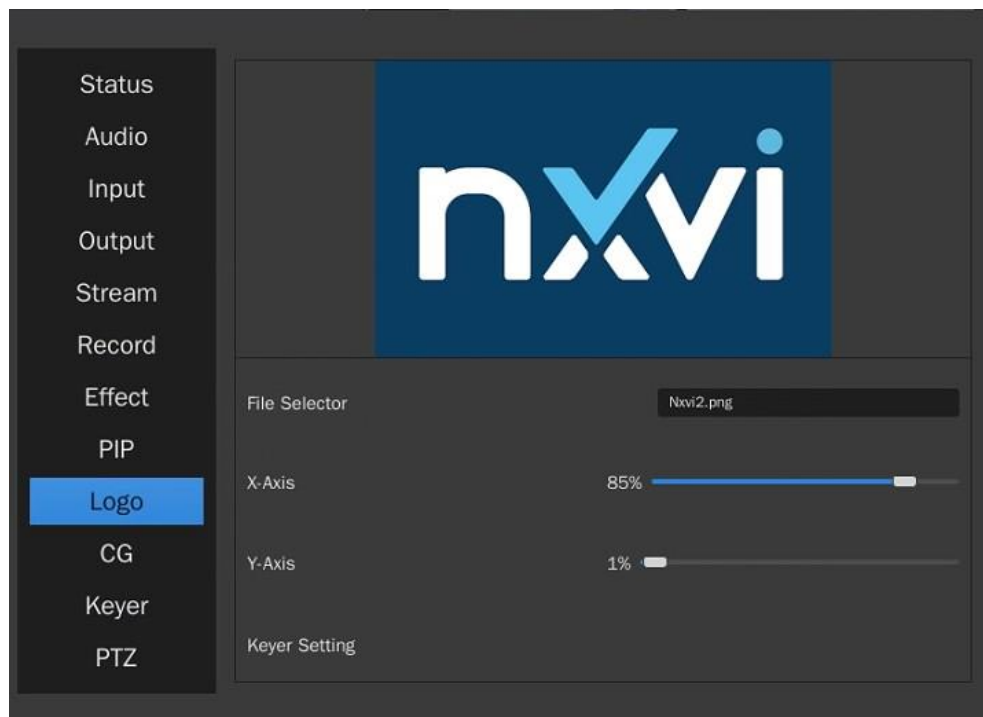 Status
Audio
Input
Output
Stream
Record
Effect
PIP
Logo
CG
Keyer
PTZ
nxvi
File Selector
Nxvi2.png
X-Axis
85%
Y-Axis
1%
Keyer Setting